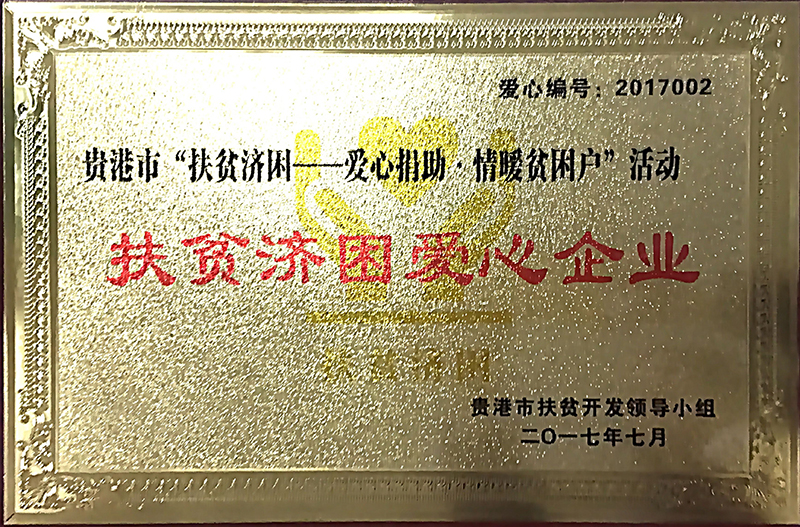 爱心编号：2017002
贵港市“扶贫济困——爱心捐助·情暖贫困户”活动
扶贫济困爱心企业
扶贫济困
贵港市扶贫开发领导小组
二〇一七年七月